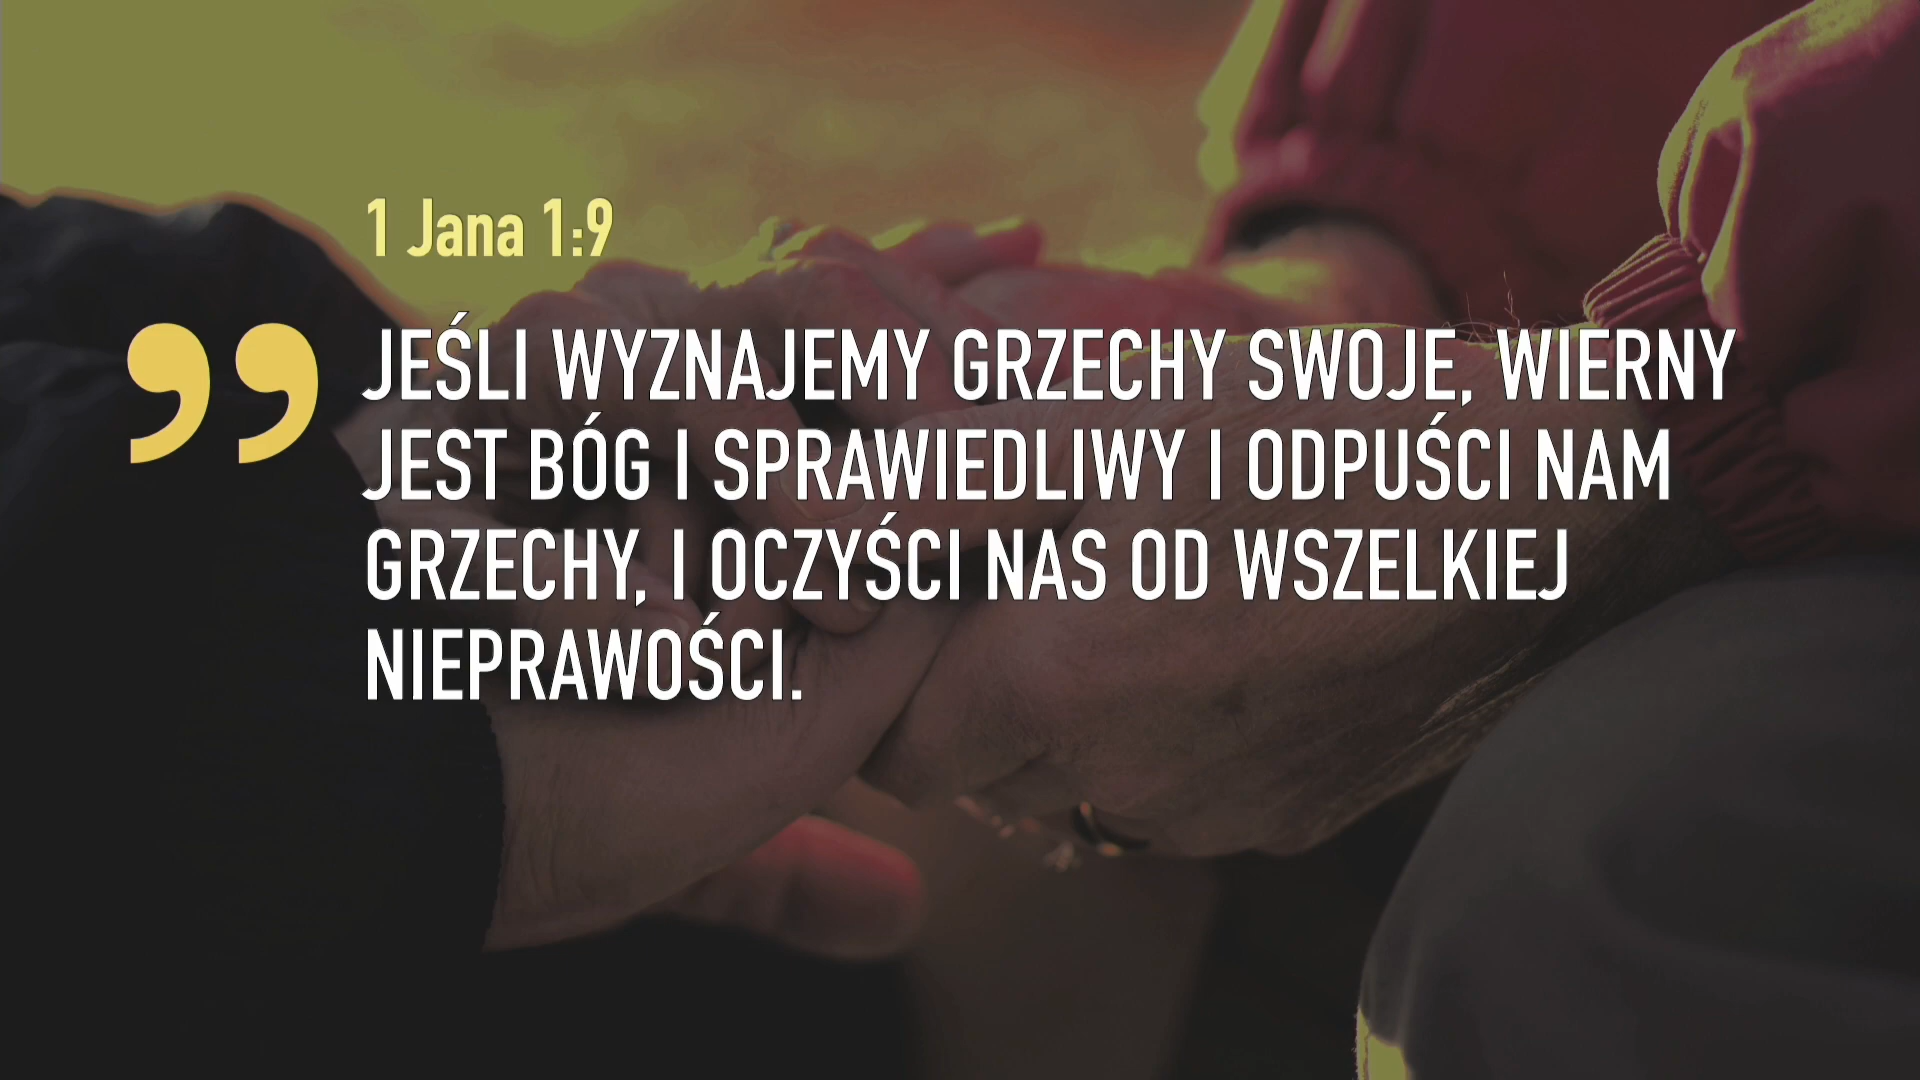 1 Jana 1:9
” JEŚLI WYZNAJEMY GRZECHY SWOJE, WIERNY
JEST BÓG I SPRAWIEDLIWY I ODPUŚCI NAM
GRZECHY, I OCZYŚCI NAS OD WSZELKIEJ
NIEPRAWOŚCI.